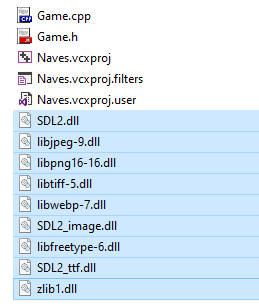 Game.cpp
Game.h
Naves.vcxproj
Naves.vcxproj.filters
Naves.vcxproj.user
SDL2.dll
libjpeg-9.dll
libpng16-16.dll
libtiff-5.dll
libwebp-7.dll
SDL2_image.dll
libfreetype-6.dll
SDL2_ttf.dll
zlib1.dll